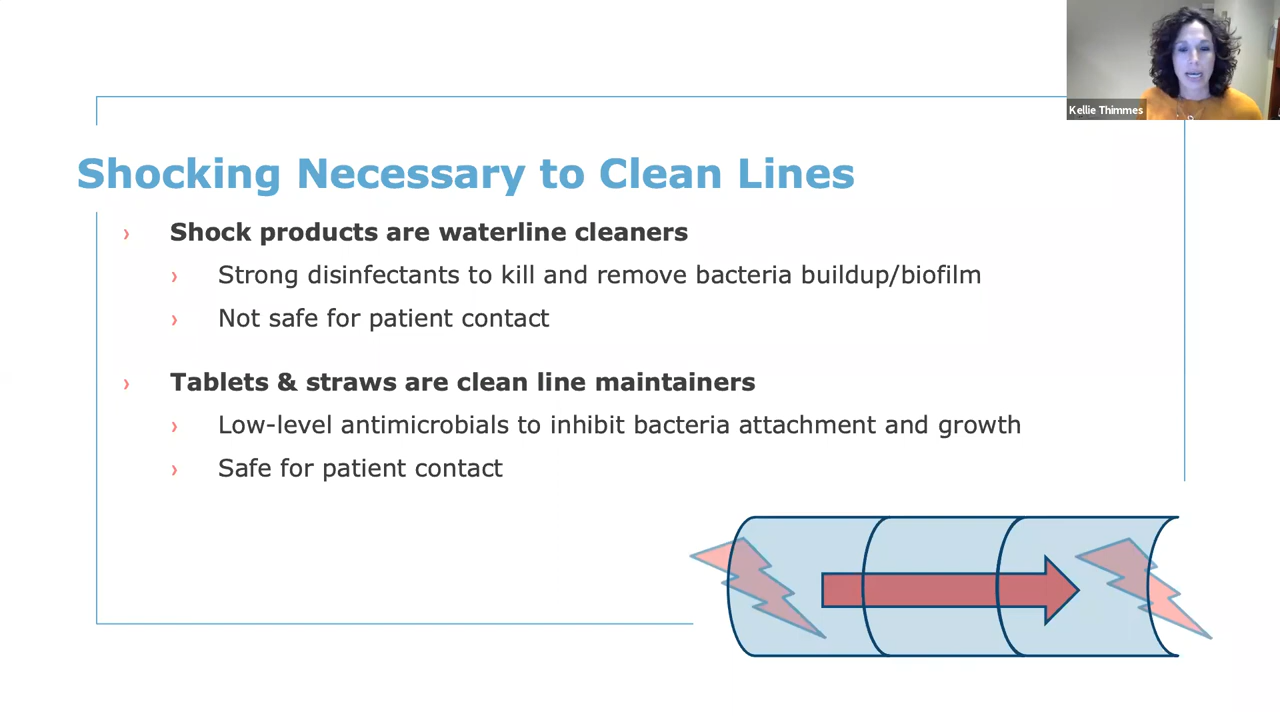 Kellie Thimmes
Shocking Necessary to Clean Lines
› Shock products are waterline cleaners
› Strong disinfectants to kill and remove bacteria buildup/biofilm
› Not safe for patient contact
› Tablets & straws are clean line maintainers
› Low-level antimicrobials to inhibit bacteria attachment and growth
› Safe for patient contact